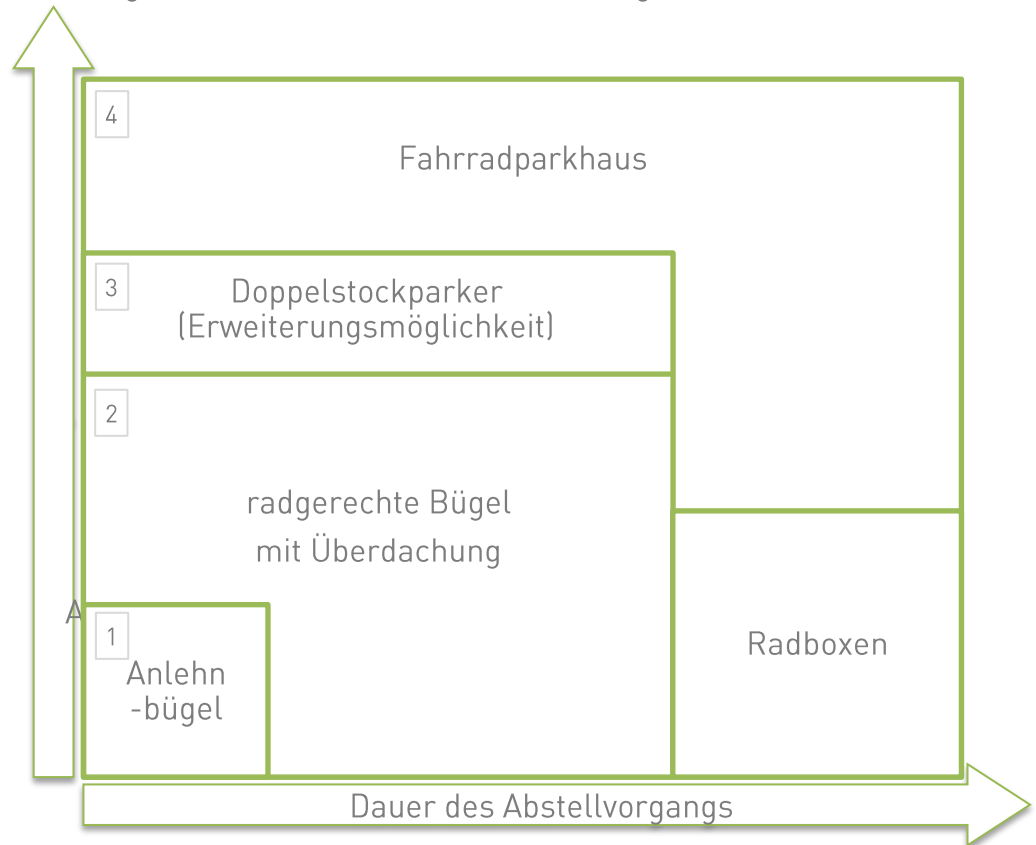 4
Fahrradparkhaus
3
Doppelstockparker
(Erweiterungsmöglichkeit)
2
radgerechte Bügel
mit Überdachung
A
1
Anlehn
-bügel
Radboxen
Dauer des Abstellvorgangs